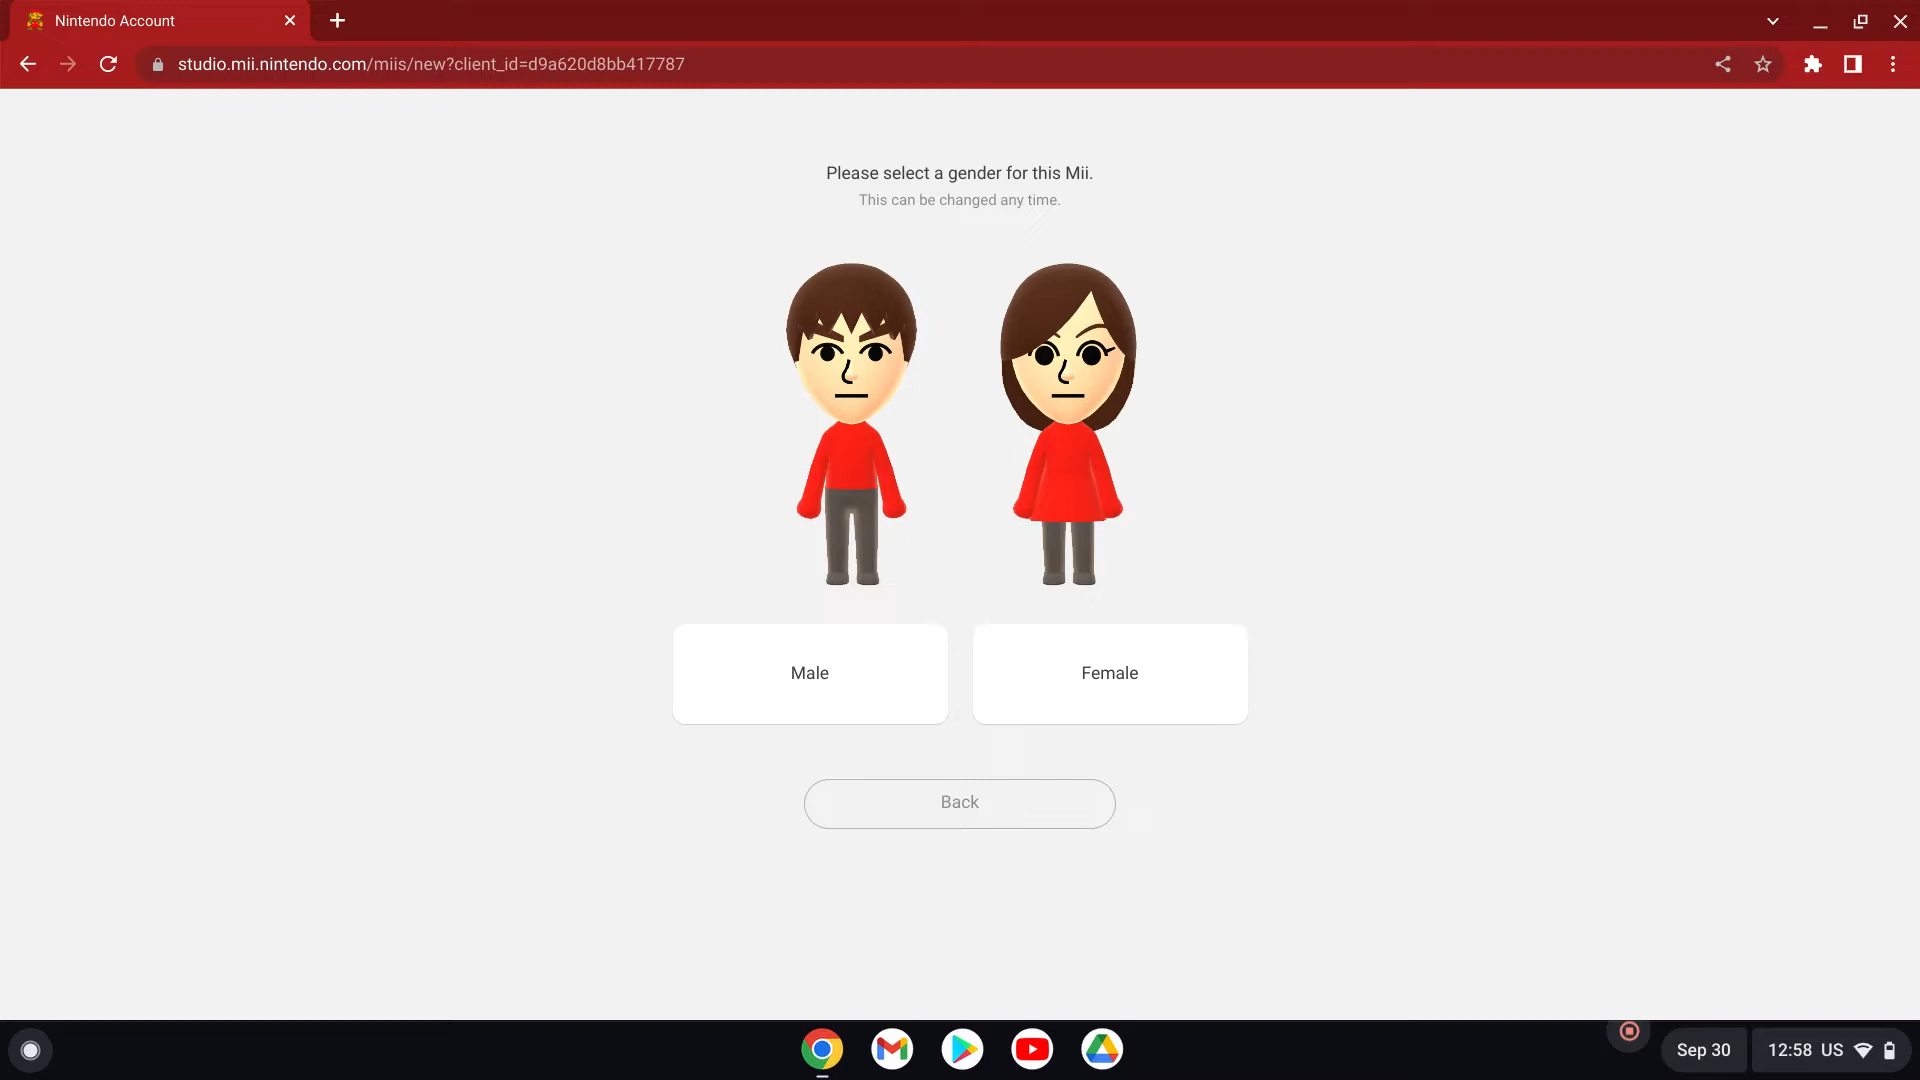 Nintendo Account
studio.mii.nintendo.com/miis/new?client_id=d9a620d8bb417787
Please select a gender for this Mii.
This can be changed any time.
Male
Female
Back
Sep 30
12:58 US